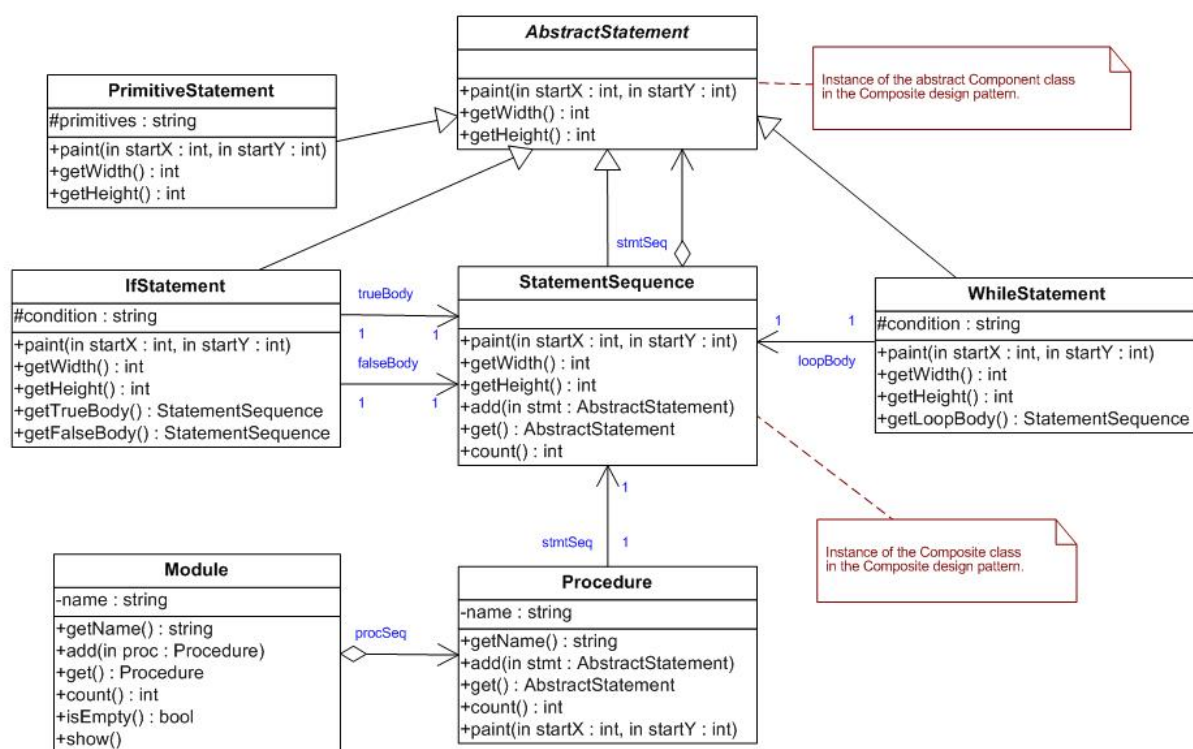 AbstractStatement
+paint(in startX : int, in startY : int)
+getWidth() : int
+getHeight() : int
Instance of the abstract Component class
in the Composite design pattern.
PrimitiveStatement
#primitives : string
+paint(in startX : int, in startY : int)
+getWidth() : int
+getHeight() : int
stmtSeq
IfStatement
#condition : string
+paint(in startX : int, in startY : int)
+getWidth() : int
+getHeight() : int
+getTrueBody() : StatementSequence
+getFalseBody() : StatementSequence
trueBody
1 1
falseBody
1 1
StatementSequence
+paint(in startX : int, in startY : int)
+getWidth() : int
+getHeight() : int
+add(in stmt : AbstractStatement)
+get() : AbstractStatement
+count() : int
1 1
loopBody
WhileStatement
#condition : string
+paint(in startX : int, in startY : int)
+getWidth() : int
+getHeight() : int
+getLoopBody() : StatementSequence
1
stmtSeq 1
Instance of the Composite class
in the Composite design pattern.
Module
-name : string
+getName() : string
+add(in proc : Procedure)
+get() : Procedure
+count() : int
+isEmpty() : bool
+show()
procSeq
Procedure
-name : string
+getName() : string
+add(in stmt : AbstractStatement)
+get() : AbstractStatement
+count() : int
+paint(in startX : int, in startY : int)